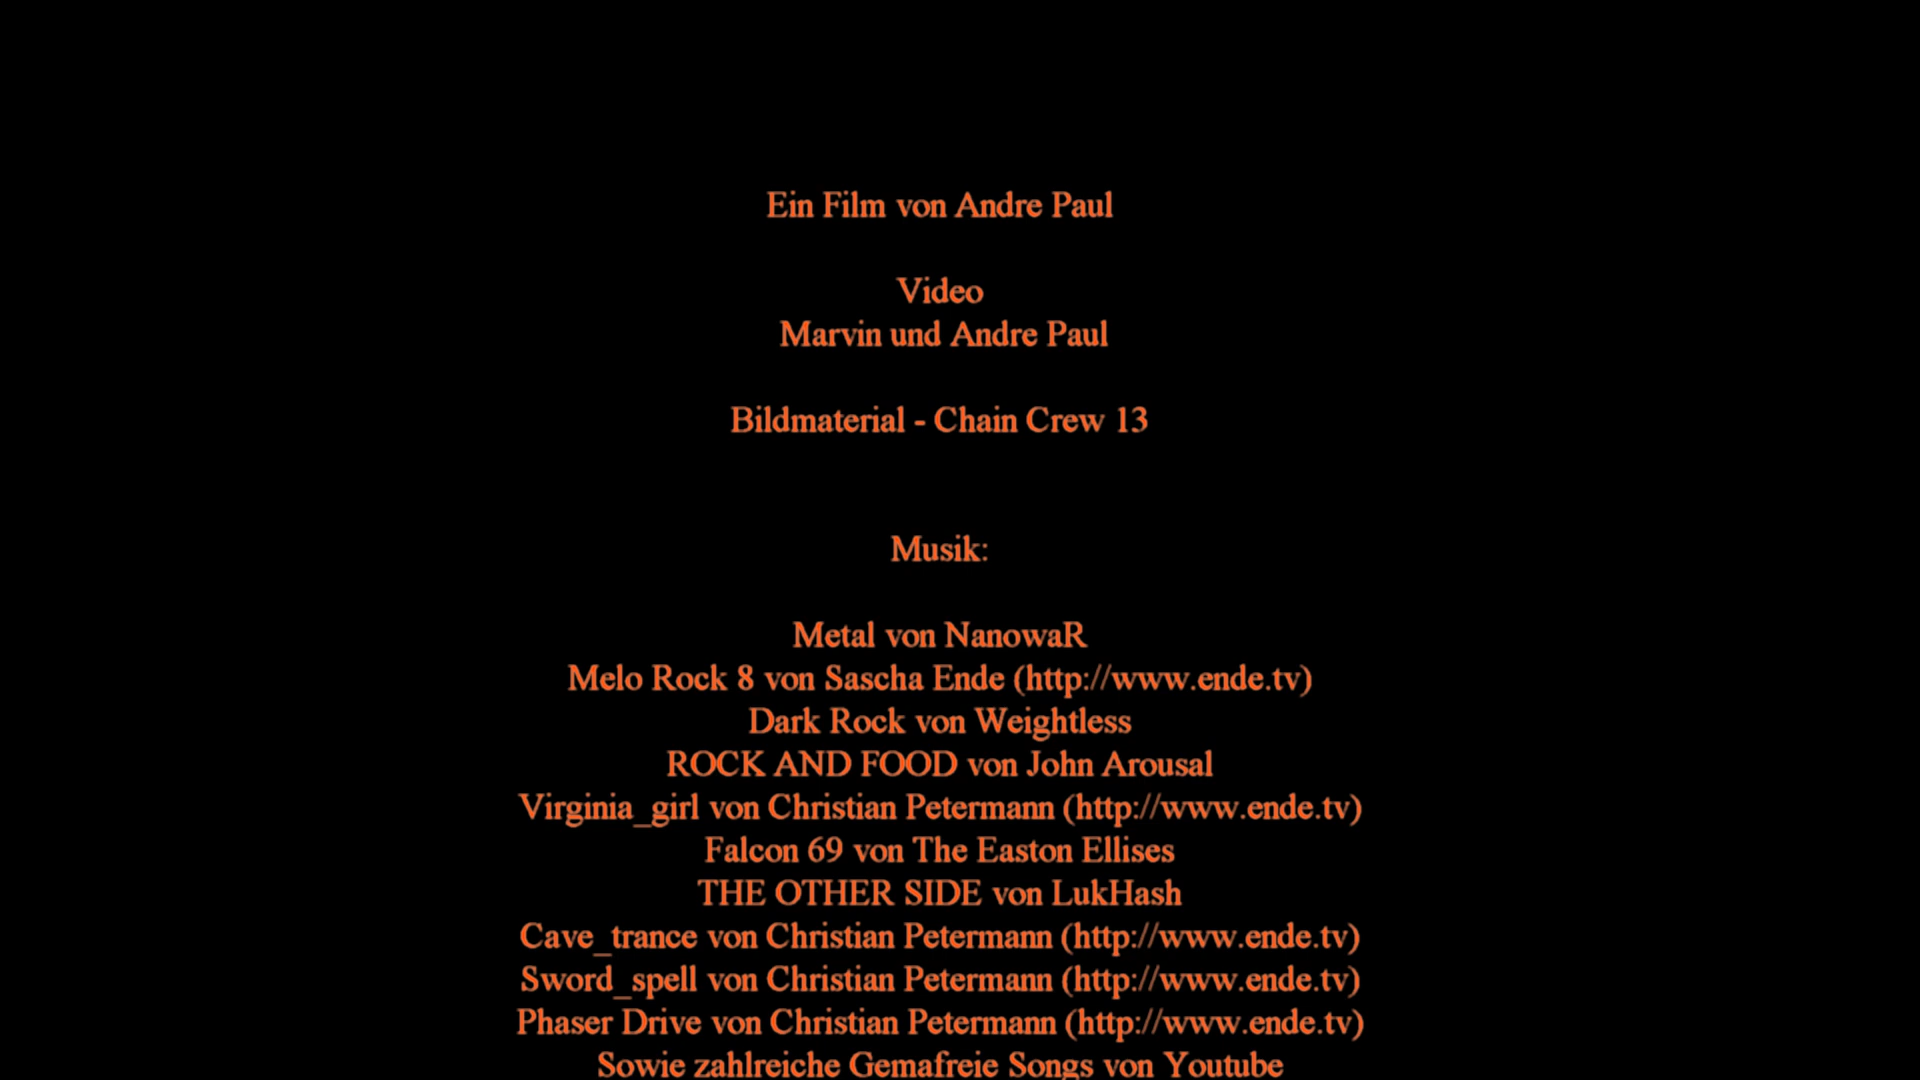 Ein Film von Andre Paul
Video
Marvin und Andre Paul
Bildmaterial - Chain Crew 13
Musik:
Metal von NanowaR
Melo Rock 8 von Sascha Ende (http://www.ende.tv)
Dark Rock von Weightless
ROCK AND FOOD von John Arousal
Virginia_girl von Christian Petermann (http://www.ende.tv)
Falcon 69 von The Easton Ellises
THE OTHER SIDE von LukHash
Cave_trance von Christian Petermann (http://www.ende.tv)
Sword_spell von Christian Petermann (http://www.ende.tv)
Phaser Drive von Christian Petermann (http://www.ende.tv)
Sowie zahlreiche Gemafreie Songs von Youtube